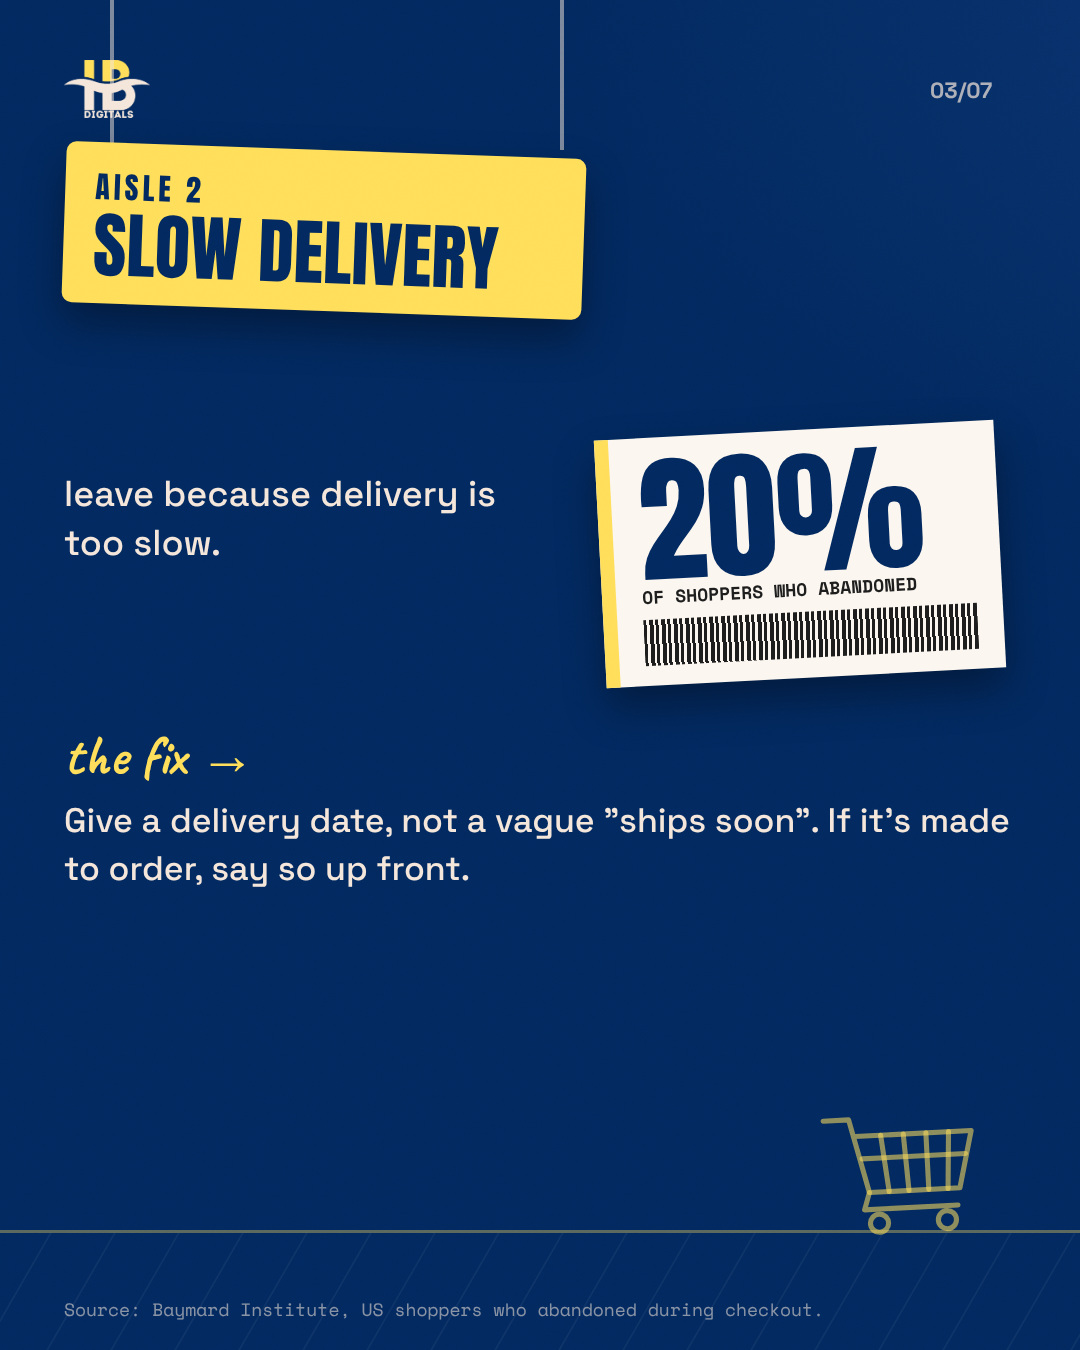 HB
DIGITALS
03/07
AISLE 2
SLOW DELIVERY
leave because delivery is
too slow.
20%
OF SHOPPERS WHO ABANDONED
the fix →
Give a delivery date, not a vague ”ships soon”. If it’s made
to order, say so up front.
Source: Baymard Institute, US shoppers who abandoned during checkout.